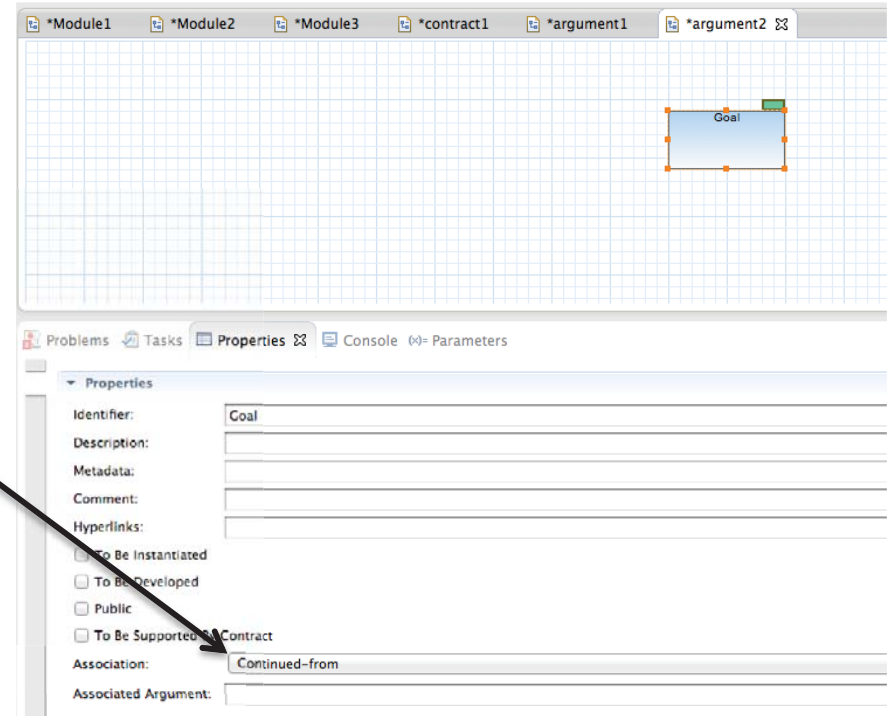 *Module1 *Module2 *Module3 *contract1 *argument1 *argument2
Goal
Problems Tasks Properties Console (x)= Parameters
Properties
Identifier: Goal
Description:
Metadata:
Comment:
Hyperlinks:
To Be Instantiated
To Be Developed
Public
To Be Supported By Contract
Association: Continued-from
Associated Argument: